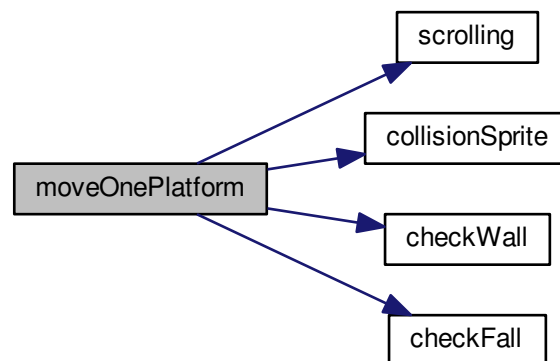 scrolling
collisionSprite
moveOnePlatform
checkWall
checkFall